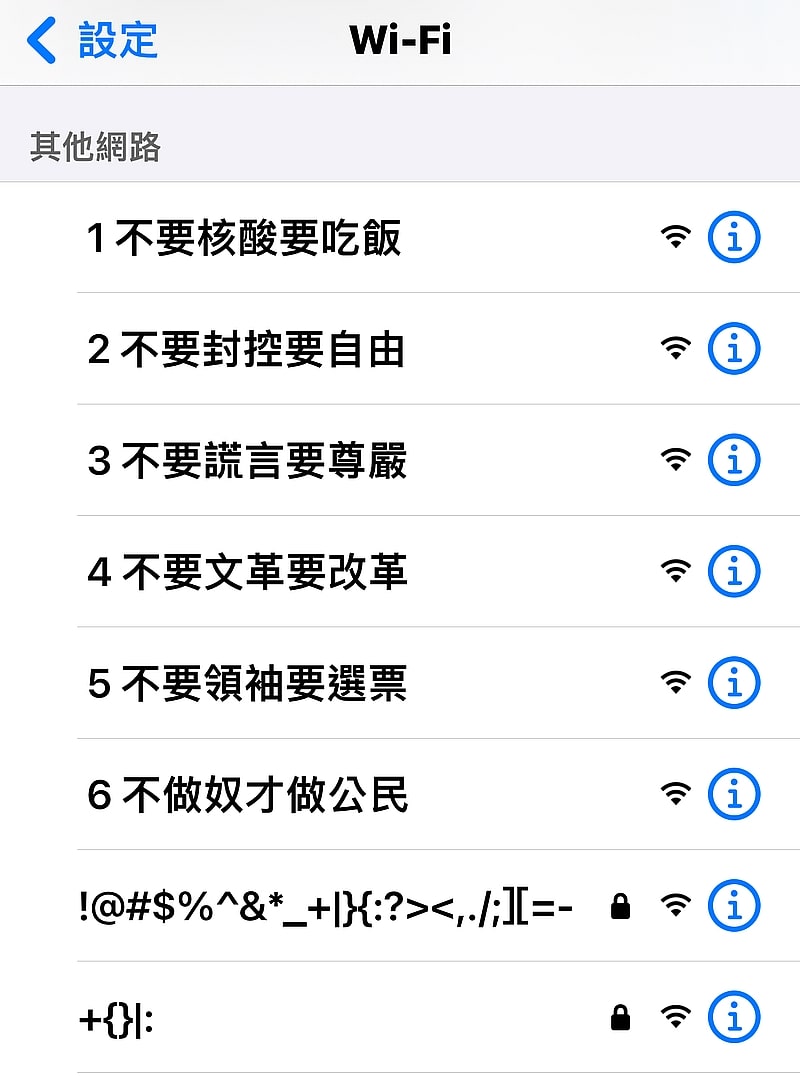 設定
Wi-Fi
其他網路
1 不要核酸要吃飯
2 不要封控要自由
3 不要謊言要尊嚴
4 不要文革要改革
5 不要領袖要選票
6 不做奴才做公民
!@#$%^&*_+|}{:?><,./;][=-
+{}|: